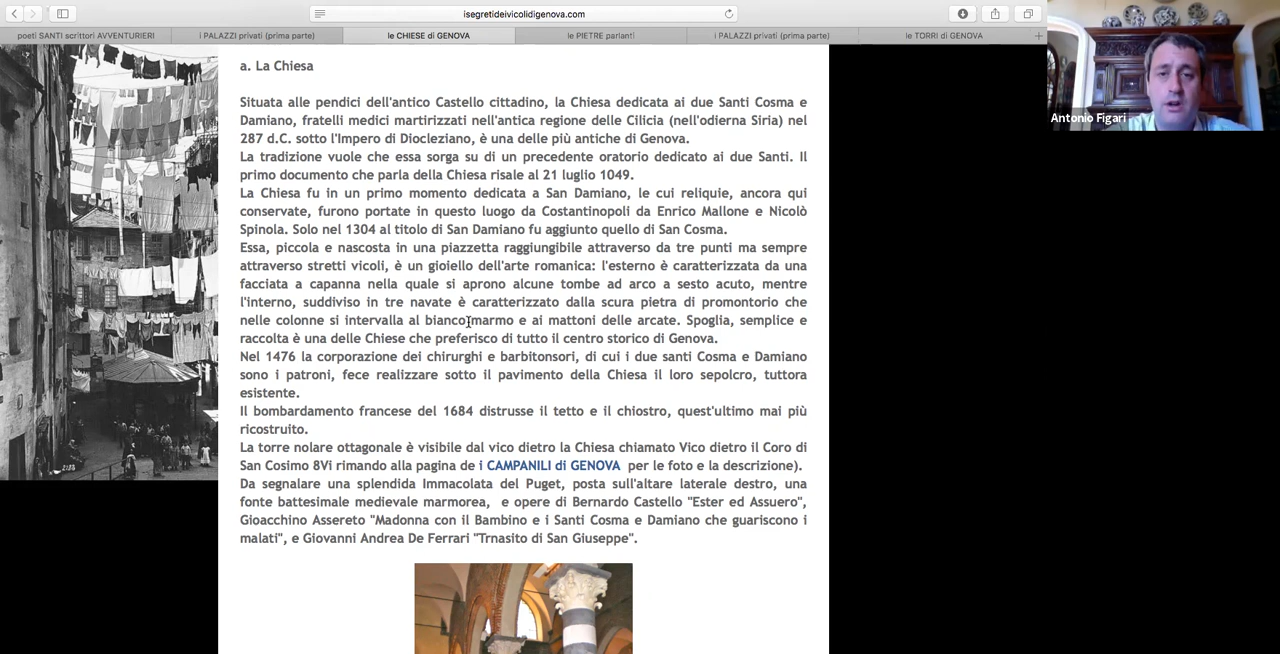 isegretideivicolidigenova.com
poeti SANTI scrittori AVVENTURIERI
i PALAZZI privati (prima parte)
le CHIESE di GENOVA
le PIETRE parlanti
i PALAZZI privati (prima parte)
le TORRI di GENOVA
Antonio Figari
a. La Chiesa
Situata alle pendici dell'antico Castello cittadino, la Chiesa dedicata ai due Santi Cosma e
Damiano, fratelli medici martirizzati nell'antica regione delle Cilicia (nell'odierna Siria) nel
287 d.C. sotto l'Impero di Diocleziano, è una delle più antiche di Genova.
La tradizione vuole che essa sorga su di un precedente oratorio dedicato ai due Santi. Il
primo documento che parla della Chiesa risale al 21 luglio 1049.
La Chiesa fu in un primo momento dedicata a San Damiano, le cui reliquie, ancora qui
conservate, furono portate in questo luogo da Costantinopoli da Enrico Mallone e Nicolò
Spinola. Solo nel 1304 al titolo di San Damiano fu aggiunto quello di San Cosma.
Essa, piccola e nascosta in una piazzetta raggiungibile attraverso da tre punti ma sempre
attraverso stretti vicoli, è un gioiello dell'arte romanica: l'esterno è caratterizzata da una
facciata a capanna nella quale si aprono alcune tombe ad arco a sesto acuto, mentre
l'interno, suddiviso in tre navate è caratterizzato dalla scura pietra di promontorio che
nelle colonne si intervalla al bianco marmo e ai mattoni delle arcate. Spoglia, semplice e
raccolta è una delle Chiese che preferisco di tutto il centro storico di Genova.
Nel 1476 la corporazione dei chirurghi e barbitonsori, di cui i due santi Cosma e Damiano
sono i patroni, fece realizzare sotto il pavimento della Chiesa il loro sepolcro, tuttora
esistente.
Il bombardamento francese del 1684 distrusse il tetto e il chiostro, quest'ultimo mai più
ricostruito.
La torre nolare ottagonale è visibile dal vico dietro la Chiesa chiamato Vico dietro il Coro di
San Cosimo 8Vi rimando alla pagina de i CAMPANILI di GENOVA per le foto e la descrizione).
Da segnalare una splendida Immacolata del Puget, posta sull'altare laterale destro, una
fonte battesimale medievale marmorea, e opere di Bernardo Castello "Ester ed Assuero",
Gioacchino Assereto "Madonna con il Bambino e i Santi Cosma e Damiano che guariscono i
malati", e Giovanni Andrea De Ferrari "Trnasito di San Giuseppe".